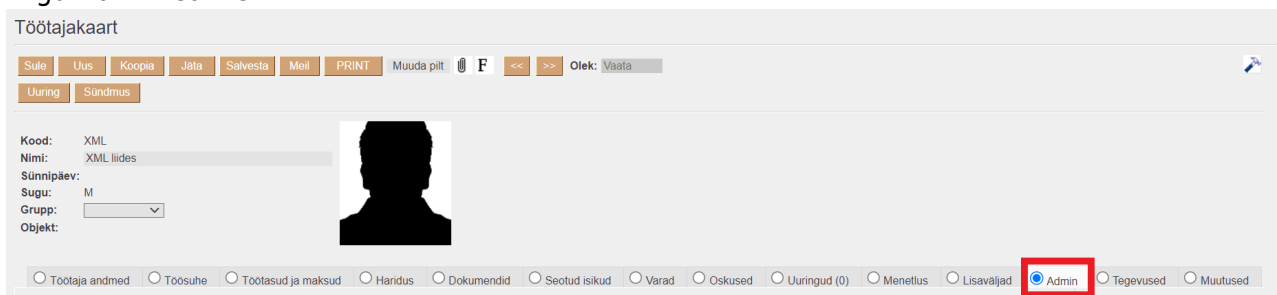 Töötajakaart
Sule Uus Koopia Jäta Salvesta Meil PRINT Muuda pilt F << >> Olek: Vaata
Uuring Sündmus
Kood: XML
Nimi: XML liides
Sünnipäev:
Sugu: M
Grupp:
Objekt:
Töötaja andmed Töösuhe Töötasud ja maksud Haridus Dokumendid Seotud isikud Varad Oskused Uuringud (0) Menetlus Lisaväljad Admin Tegevused Muutused